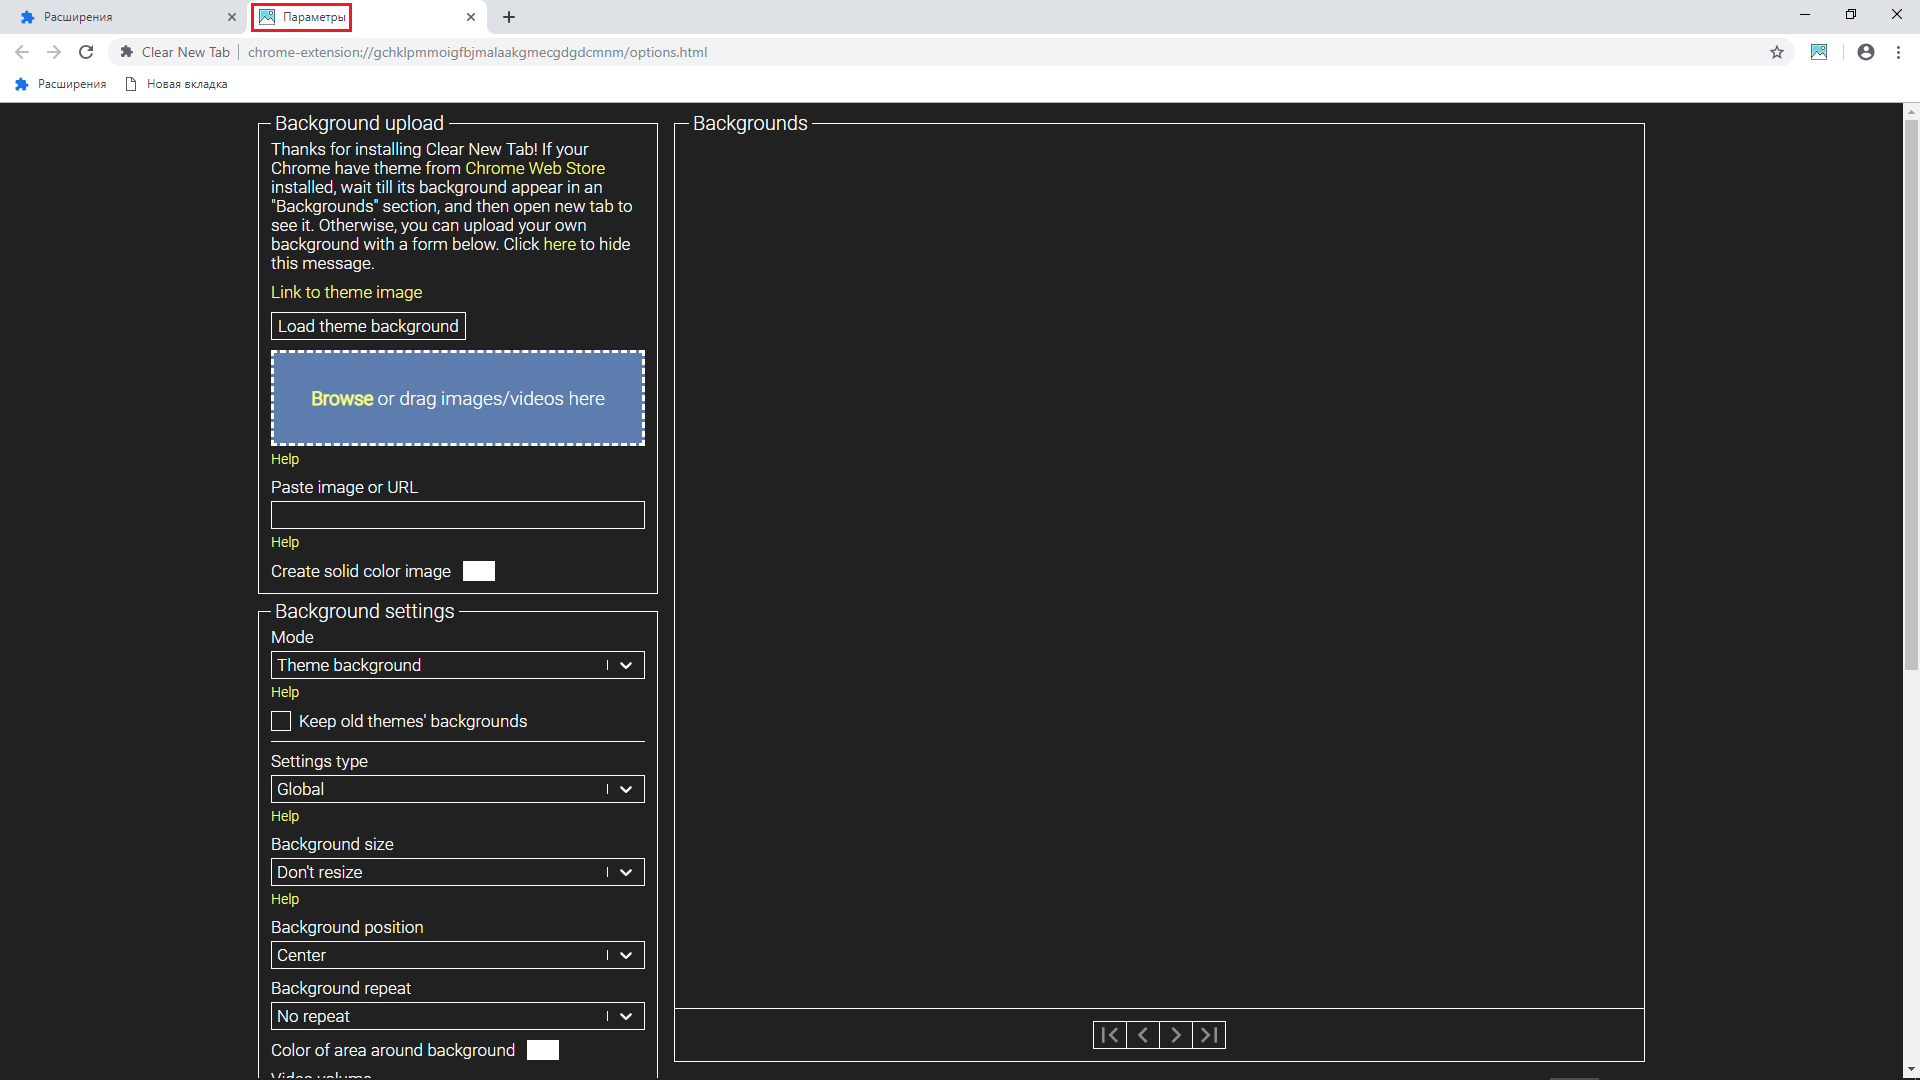 Расширения
Параметры
Clear New Tab
chrome-extension://gchklpmmoigfbjmalaakgmecgdgdcmnm/options.html
Расширения
Новая вкладка
Background upload
Thanks for installing Clear New Tab! If your
Chrome have theme from Chrome Web Store
installed, wait till its background appear in an
"Backgrounds" section, and then open new tab to
see it. Otherwise, you can upload your own
background with a form below. Click here to hide
this message.
Link to theme image
Load theme background
Browse or drag images/videos here
Help
Paste image or URL
Help
Create solid color image
Background settings
Mode
Theme background
Help
Keep old themes' backgrounds
Settings type
Global
Help
Background size
Don't resize
Help
Background position
Center
Background repeat
No repeat
Color of area around background
Video volume
Backgrounds